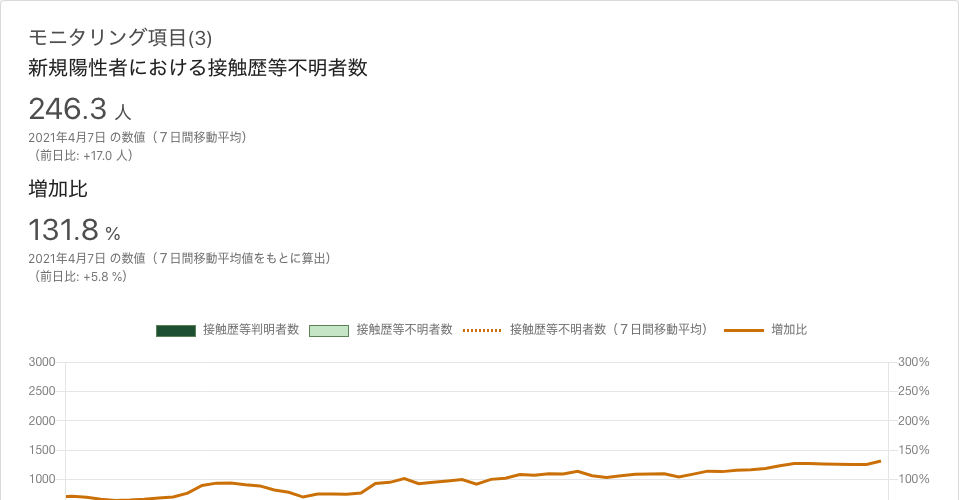 モニタリング項目(3)
新規陽性者における接触歴等不明者数
246.3 人
2021年4月7日 の数値（７日間移動平均）
（前日比: +17.0 人）
増加比
131.8 %
2021年4月7日 の数値（７日間移動平均値をもとに算出）
（前日比: +5.8 %）
接触歴等判明者数 接触歴等不明者数 接触歴等不明者数（７日間移動平均） 増加比
3000 300%
2500 250%
2000 200%
1500 150%
1000 100%